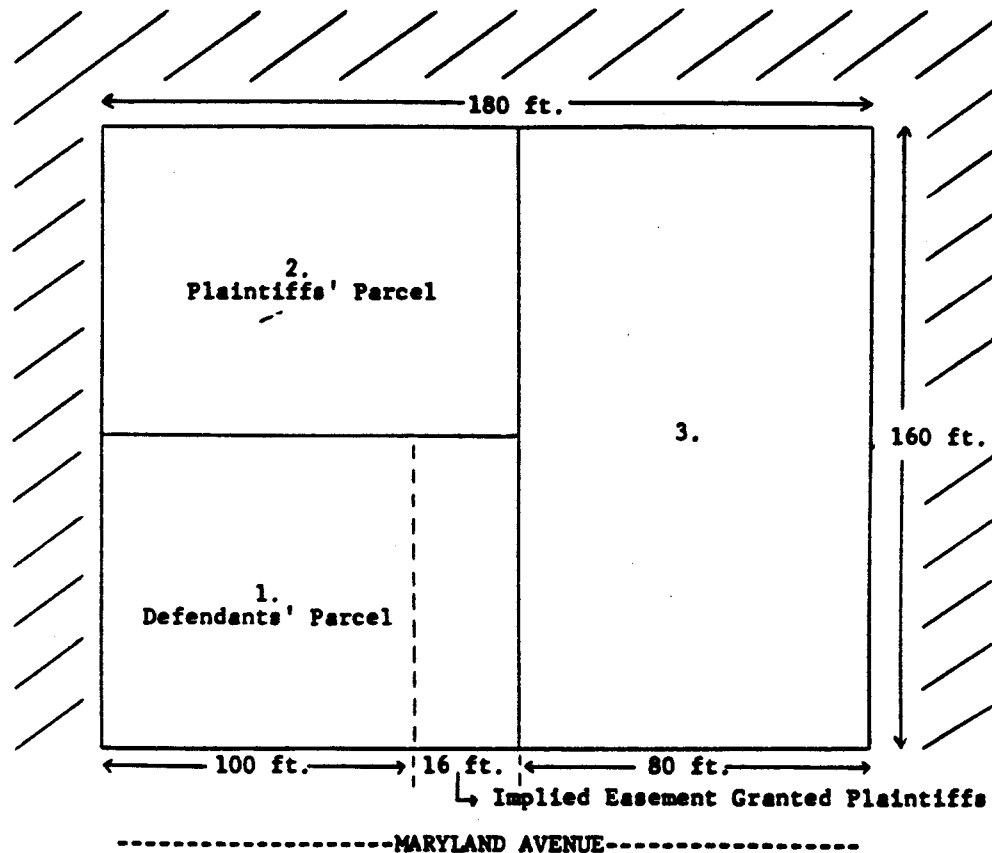 180 ft.
2.
Plaintiffs' Parcel
3.
160 ft.
1.
Defendants' Parcel
100 ft.
16 ft.
80 ft.
Implied Easement Granted Plaintiffs
MARYLAND AVENUE